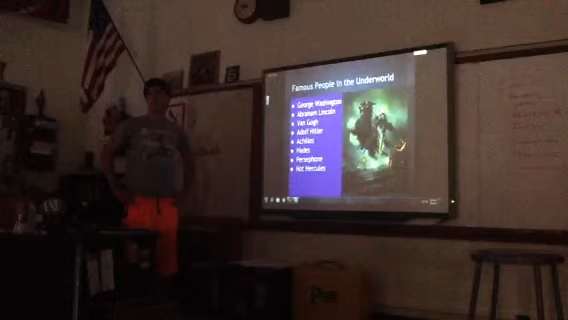 Famous People in the Underworld
George Washington
Abraham Lincoln
Van Gogh
Adolf Hitler
Achilles
Hades
Persephone
Not Hercules